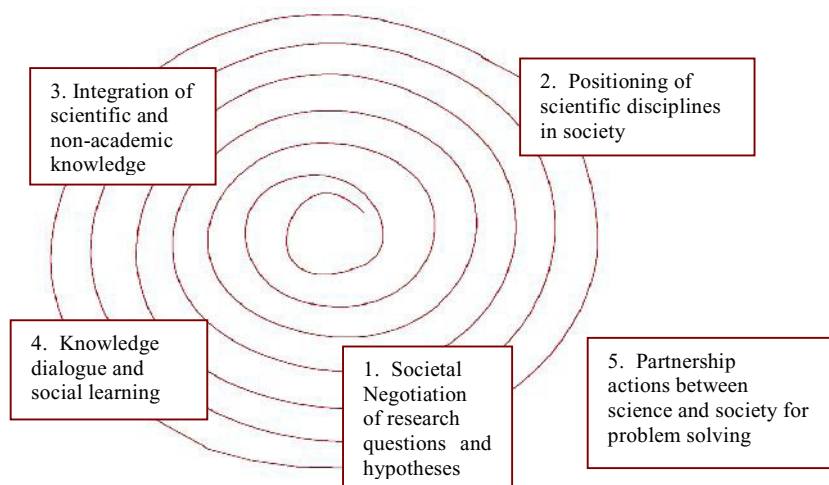 3. Integration of
scientific and
non-academic
knowledge
2. Positioning of
scientific disciplines
in society
4. Knowledge
dialogue and
social learning
1. Societal
Negotiation
of research
questions and
hypotheses
5. Partnership
actions between
science and society for
problem solving